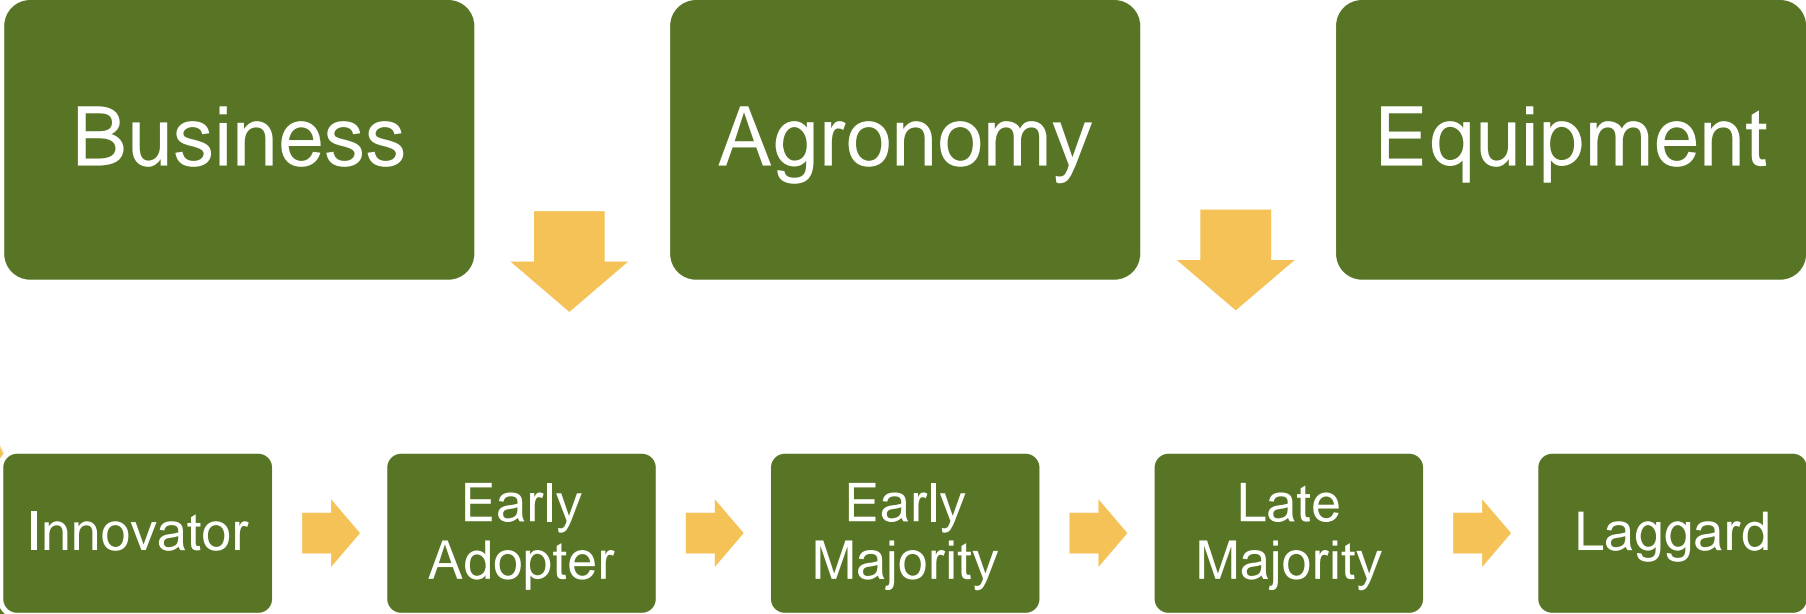 Business
Agronomy
Equipment
Innovator
Early
Adopter
Early
Majority
Late
Majority
Laggard